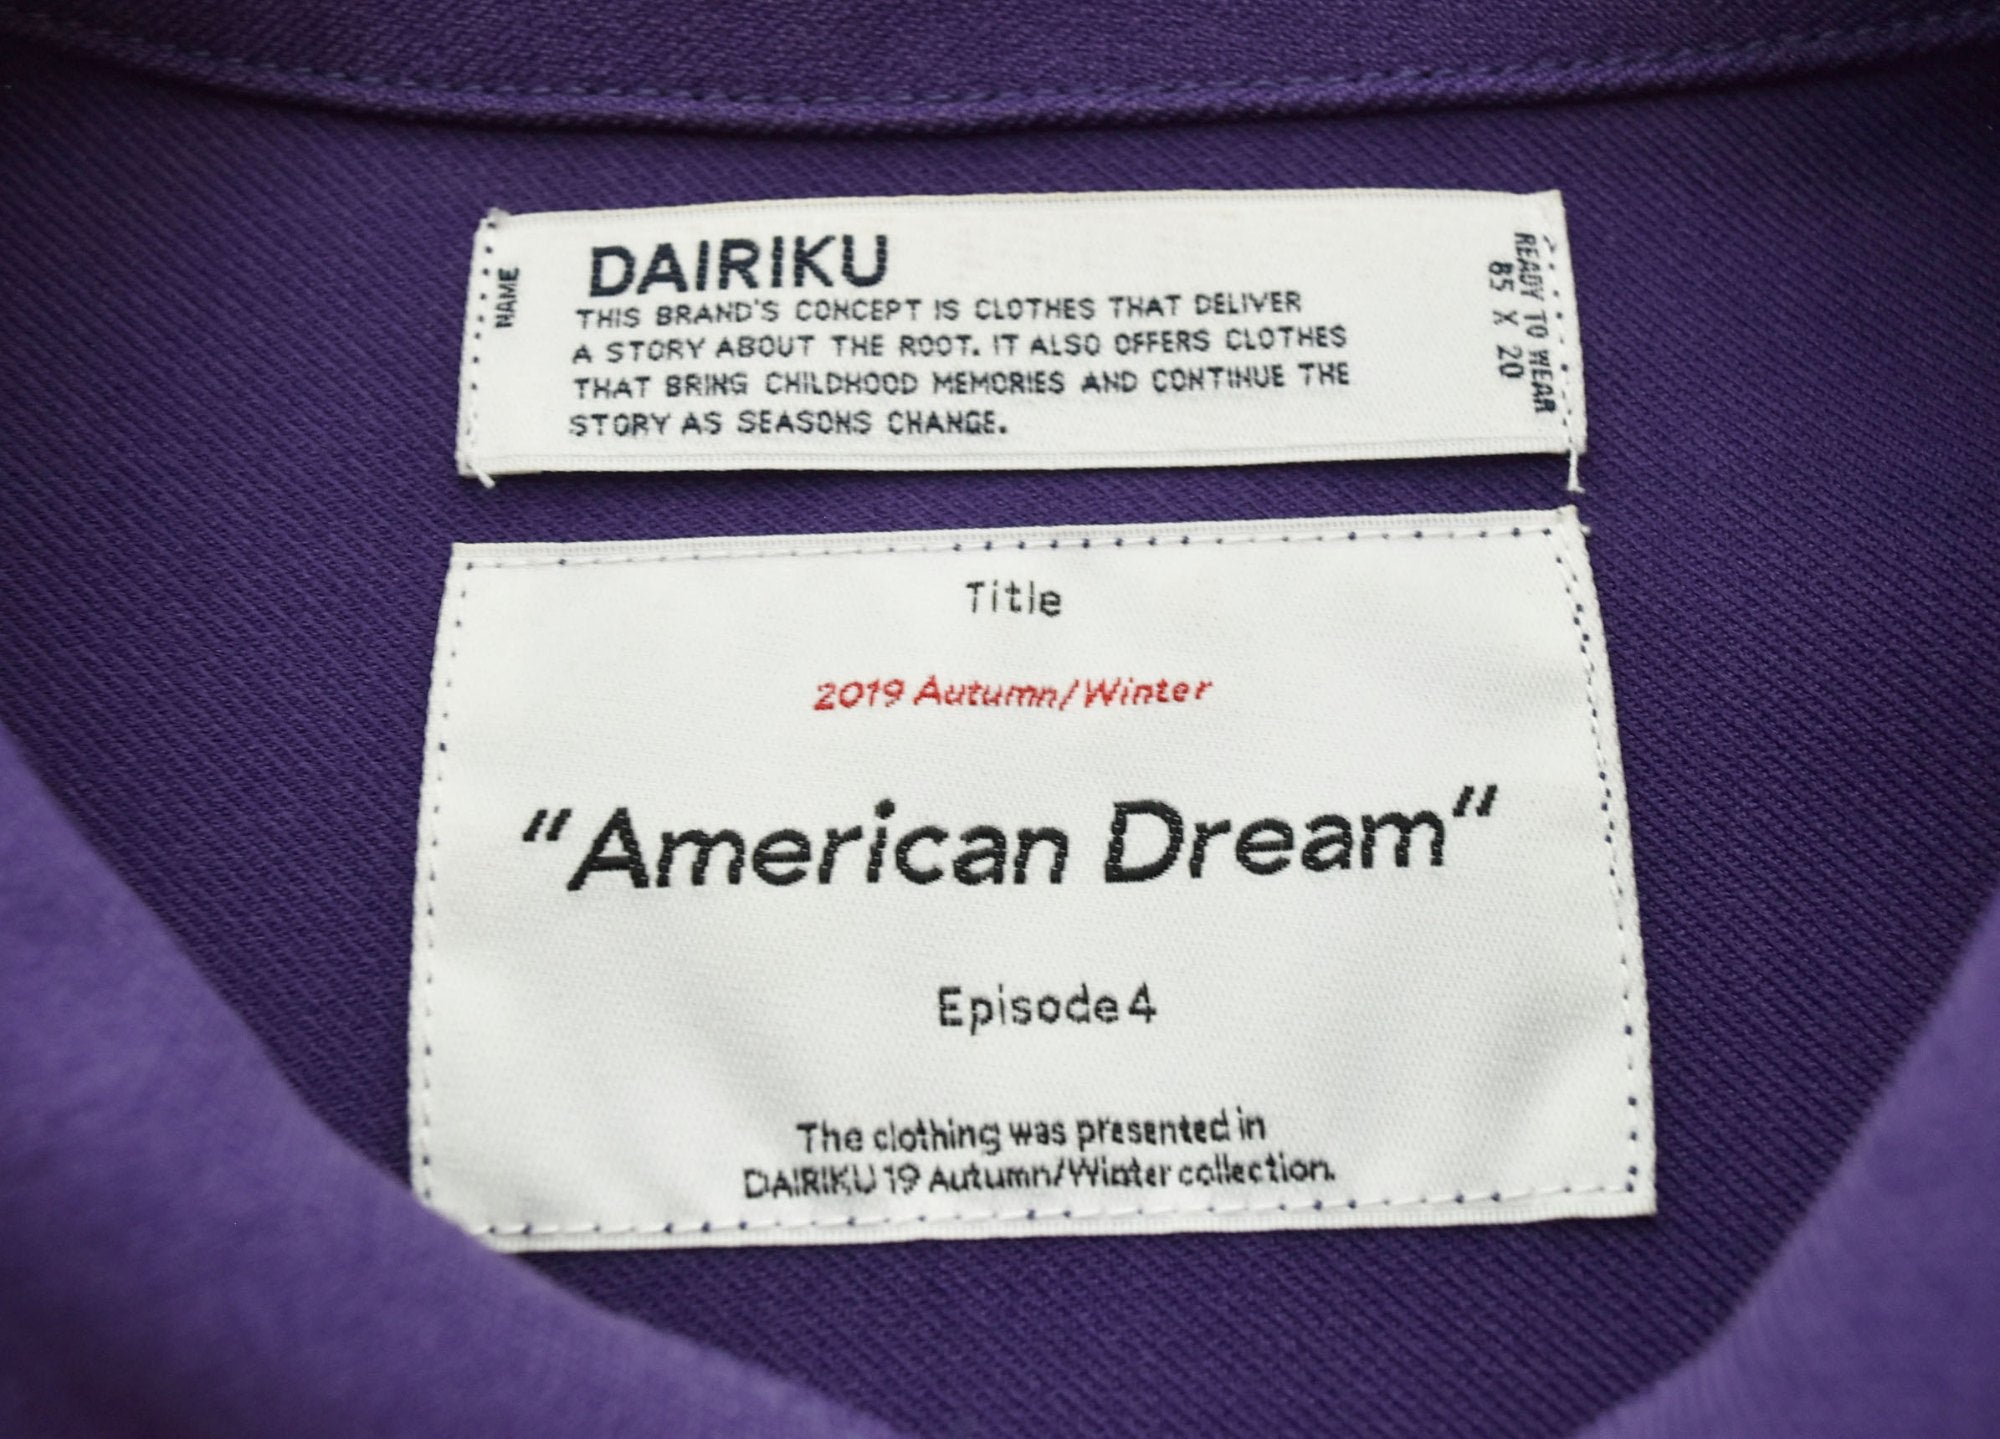 NAME
DAIRIKU
THIS BRAND'S CONCEPT IS CLOTHES THAT DELIVER
A STORY ABOUT THE ROOT. IT ALSO OFFERS CLOTHES
THAT BRING CHILDHOOD MEMORIES AND CONTINUE THE
STORY AS SEASONS CHANGE.
READY TO WEAR
85 X 20
Title
2019 Autumn/Winter
“American Dream“
Episode4
The clothing was presented in
DAIRIKU 19 Autumn/Winter collection.